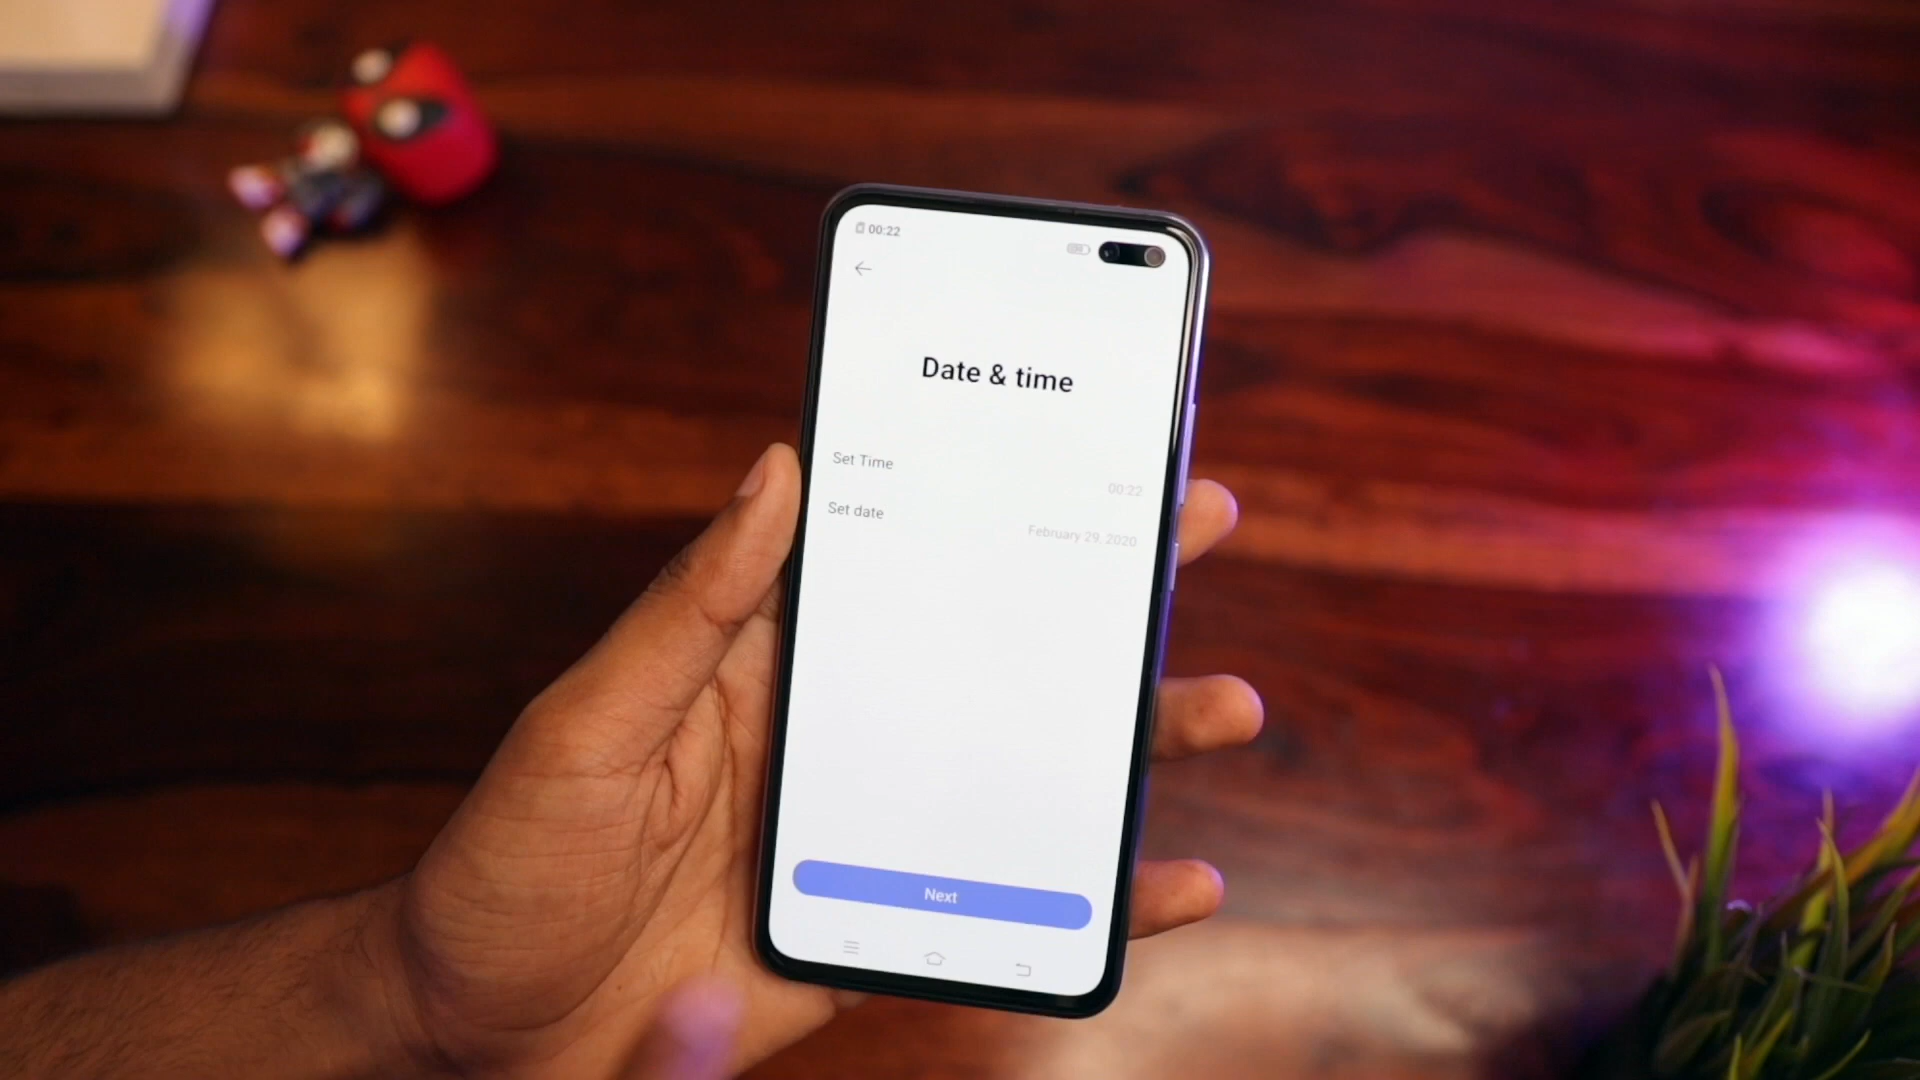 00:22
Date & time
Set Time
00:22
Set date
February 29, 2020
Next